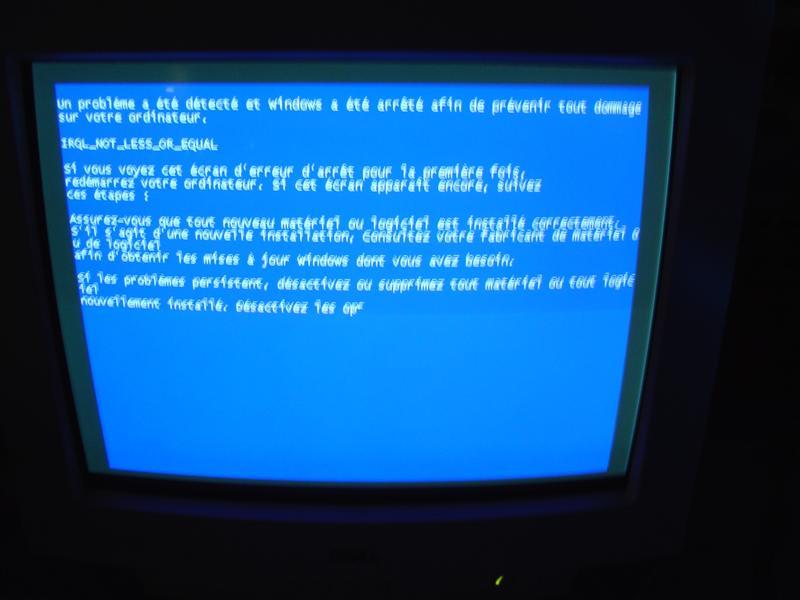 Un problème a été détecté et Windows a été arrêté afin de prévenir tout dommage
sur votre ordinateur.
IRQL_NOT_LESS_OR_EQUAL
Si vous voyez cet écran d'erreur d'arrêt pour la première fois,
redémarrez votre ordinateur. Si cet écran apparaît encore, suivez
ces étapes :
Assurez-vous que tout nouveau matériel ou logiciel est installé correctement.
S'il s'agit d'une nouvelle installation, consultez votre fabricant de matériel o
u de logiciel
afin d'obtenir les mises à jour Windows dont vous avez besoin.
Si les problèmes persistent, désactivez ou supprimez tout matériel ou tout logic
iel
nouvellement installé. Désactivez les op